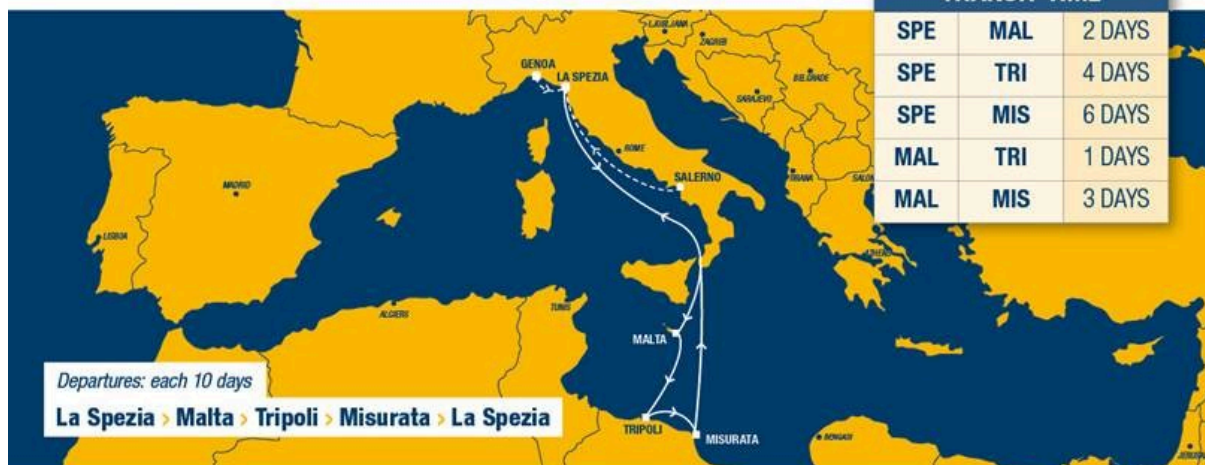 SPE MAL 2 DAYS
SPE TRI 4 DAYS
SPE MIS 6 DAYS
MAL TRI 1 DAYS
MAL MIS 3 DAYS
LJUBLJANA
ZAGREB
GENOA
LA SPEZIA
BELGRADE
SARAJEVO
ROME
MADRID
SALERNO
TIRANA
LISBOA
ALGIERS
TUNIS
MALTA
Departures: each 10 days
La Spezia > Malta > Tripoli > Misurata > La Spezia
TRIPOLI
MISURATA
BENGASI